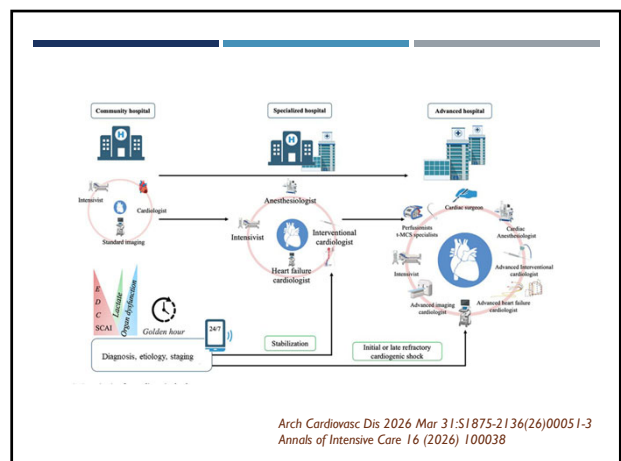 Community hospital
Specialized hospital
Advanced hospital
H
H
Intensivist
Cardiologist
Standard imaging
Anesthesiologist
Intensivist
Interventional
cardiologist
Heart failure
cardiologist
Cardiac surgeon
Perfusionists
t-MCS specialists
Cardiac
Anesthesiologist
Intensivist
Advanced Interventional
cardiologist
Advanced imaging
cardiologist
Advanced heart failure
cardiologist
E
D
C
SCAI
Lactate
Organ dysfunction
Golden hour
24/7
Diagnosis, etiology, staging
Stabilization
Initial or late refractory
cardiogenic shock
Arch Cardiovasc Dis 2026 Mar 31:S1875-2136(26)00051-3
Annals of Intensive Care 16 (2026) 100038